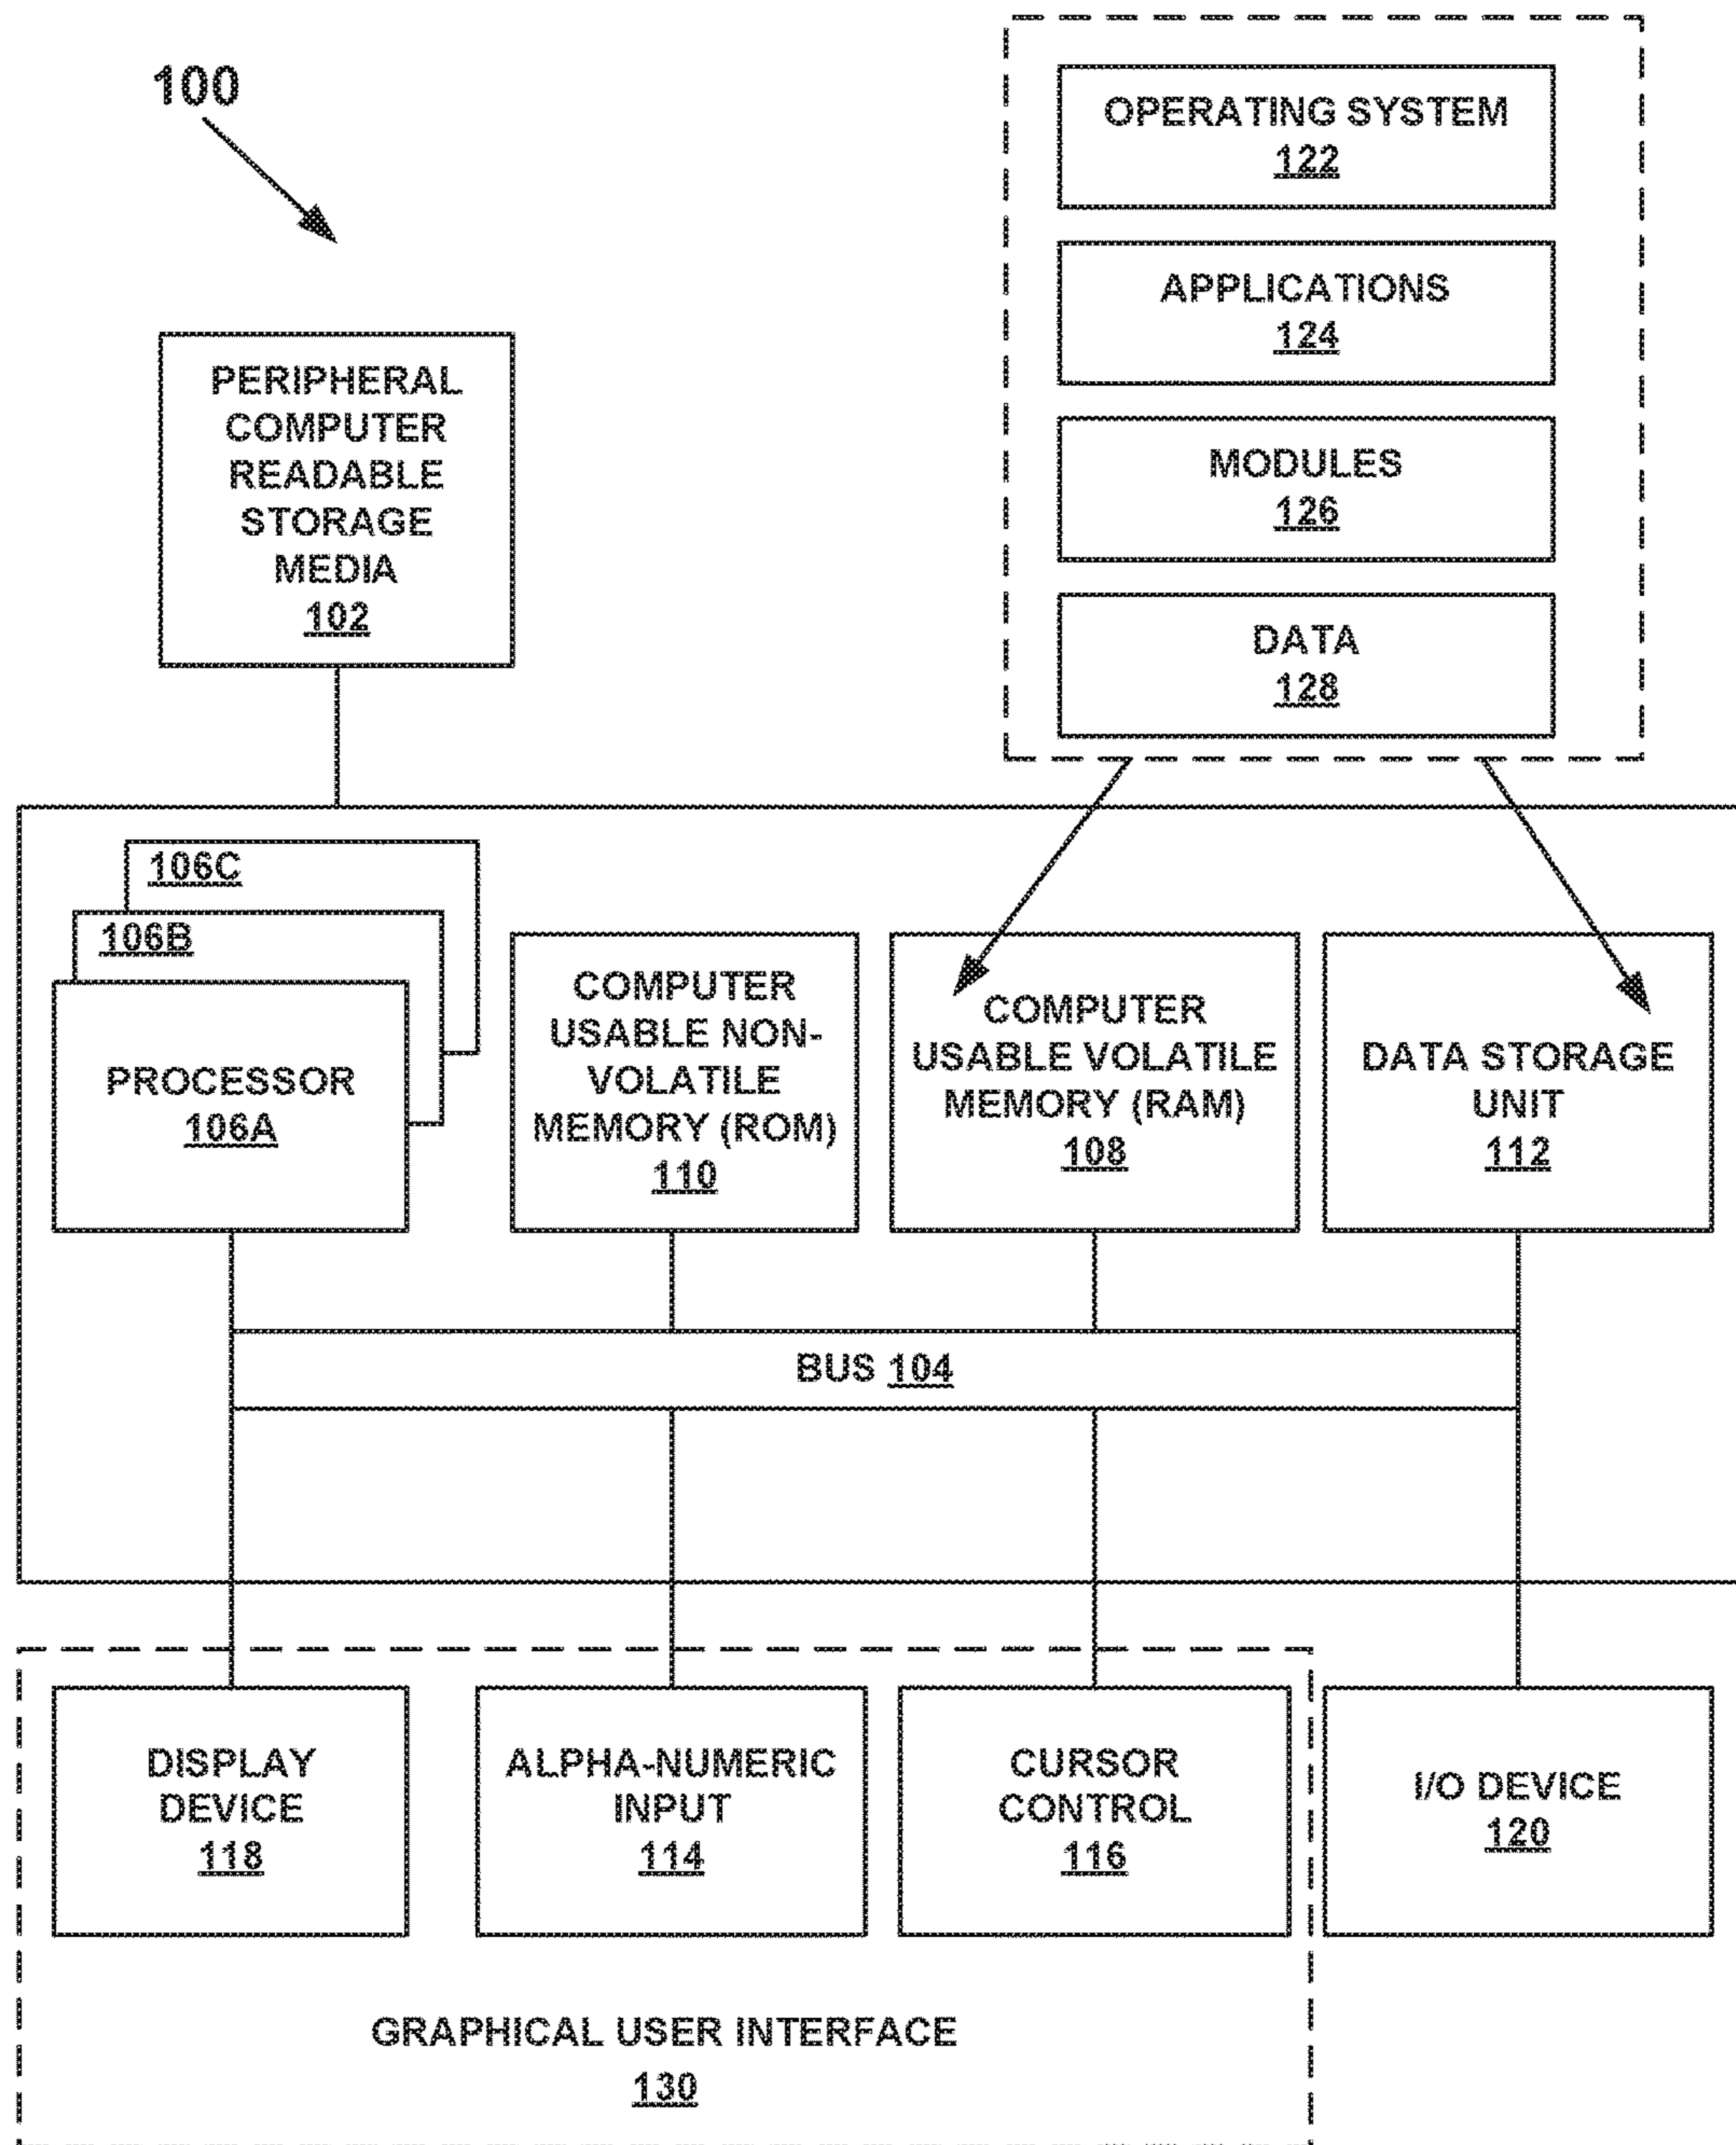 100
OPERATING SYSTEM
122
APPLICATIONS
124
MODULES
126
DATA
128
PERIPHERAL
COMPUTER
READABLE
STORAGE
MEDIA
102
106C
106B
PROCESSOR
106A
COMPUTER
USABLE NON-
VOLATILE
MEMORY (ROM)
110
COMPUTER
USABLE VOLATILE
MEMORY (RAM)
108
DATA STORAGE
UNIT
112
BUS 104
DISPLAY
DEVICE
118
ALPHA-NUMERIC
INPUT
114
CURSOR
CONTROL
116
I/O DEVICE
120
GRAPHICAL USER INTERFACE
130